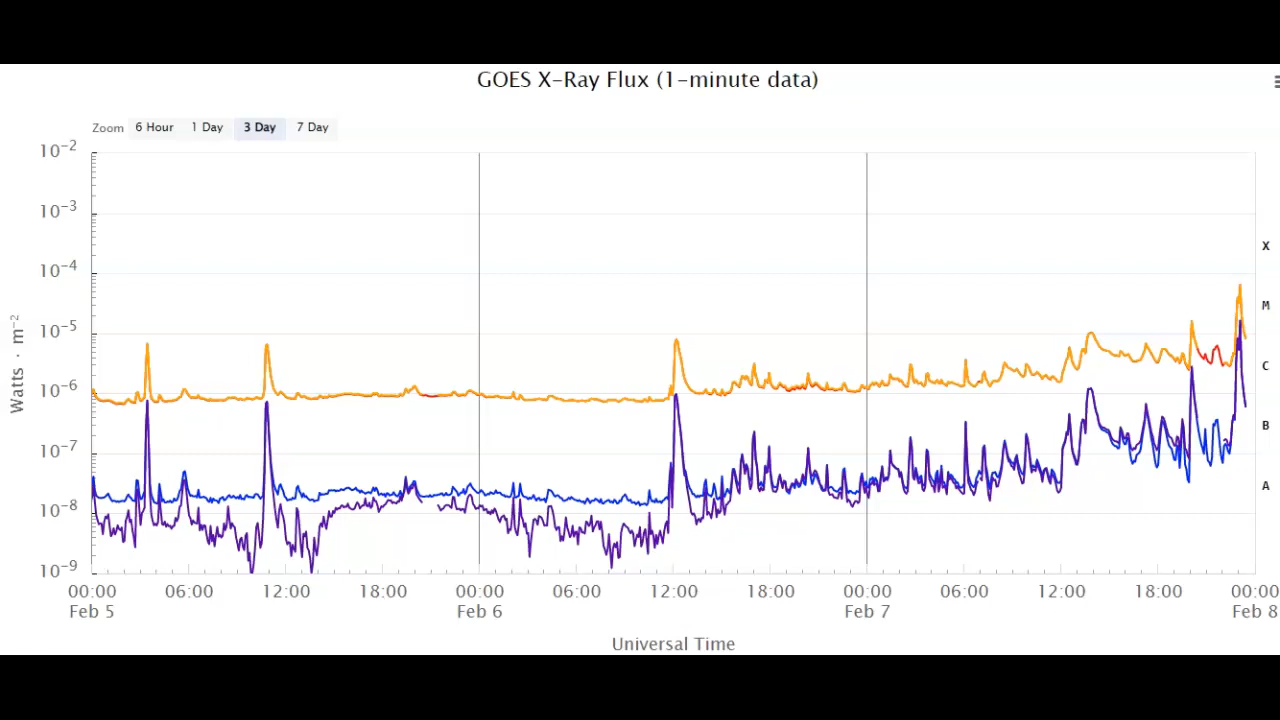 GOES X-Ray Flux (1-minute data)
Zoom 6 Hour 1 Day 3 Day 7 Day
10−2
10−3
10−4
10−5
10−6
10−7
10−8
10−9
Watts · m−2
X
M
C
B
A
00:00 06:00 12:00 18:00 00:00 06:00 12:00 18:00 00:00 06:00 12:00 18:00 00:00
Feb 5 Feb 6 Feb 7 Feb 8
Universal Time